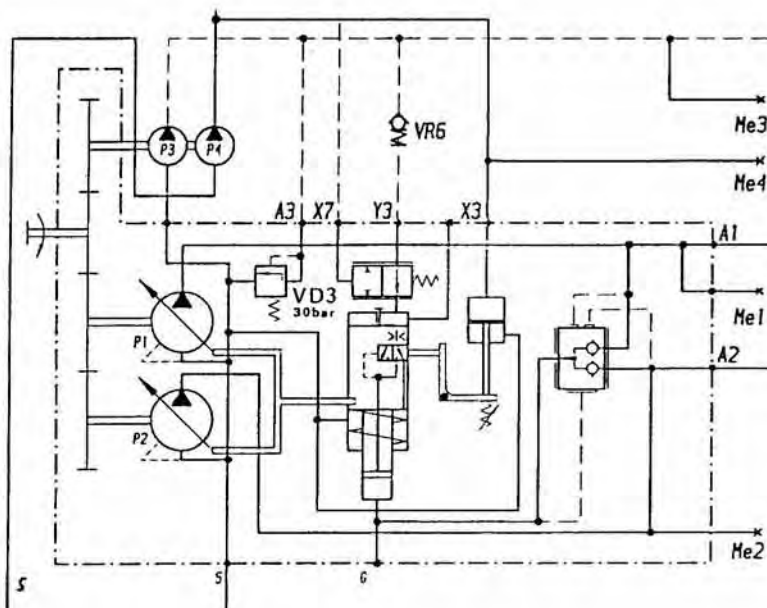 P3 P4
VR6
Me3
Me4
A3 X7 Y3 X3
A1
VD3
30bar
Me1
P1
A2
P2
Me2
S S G